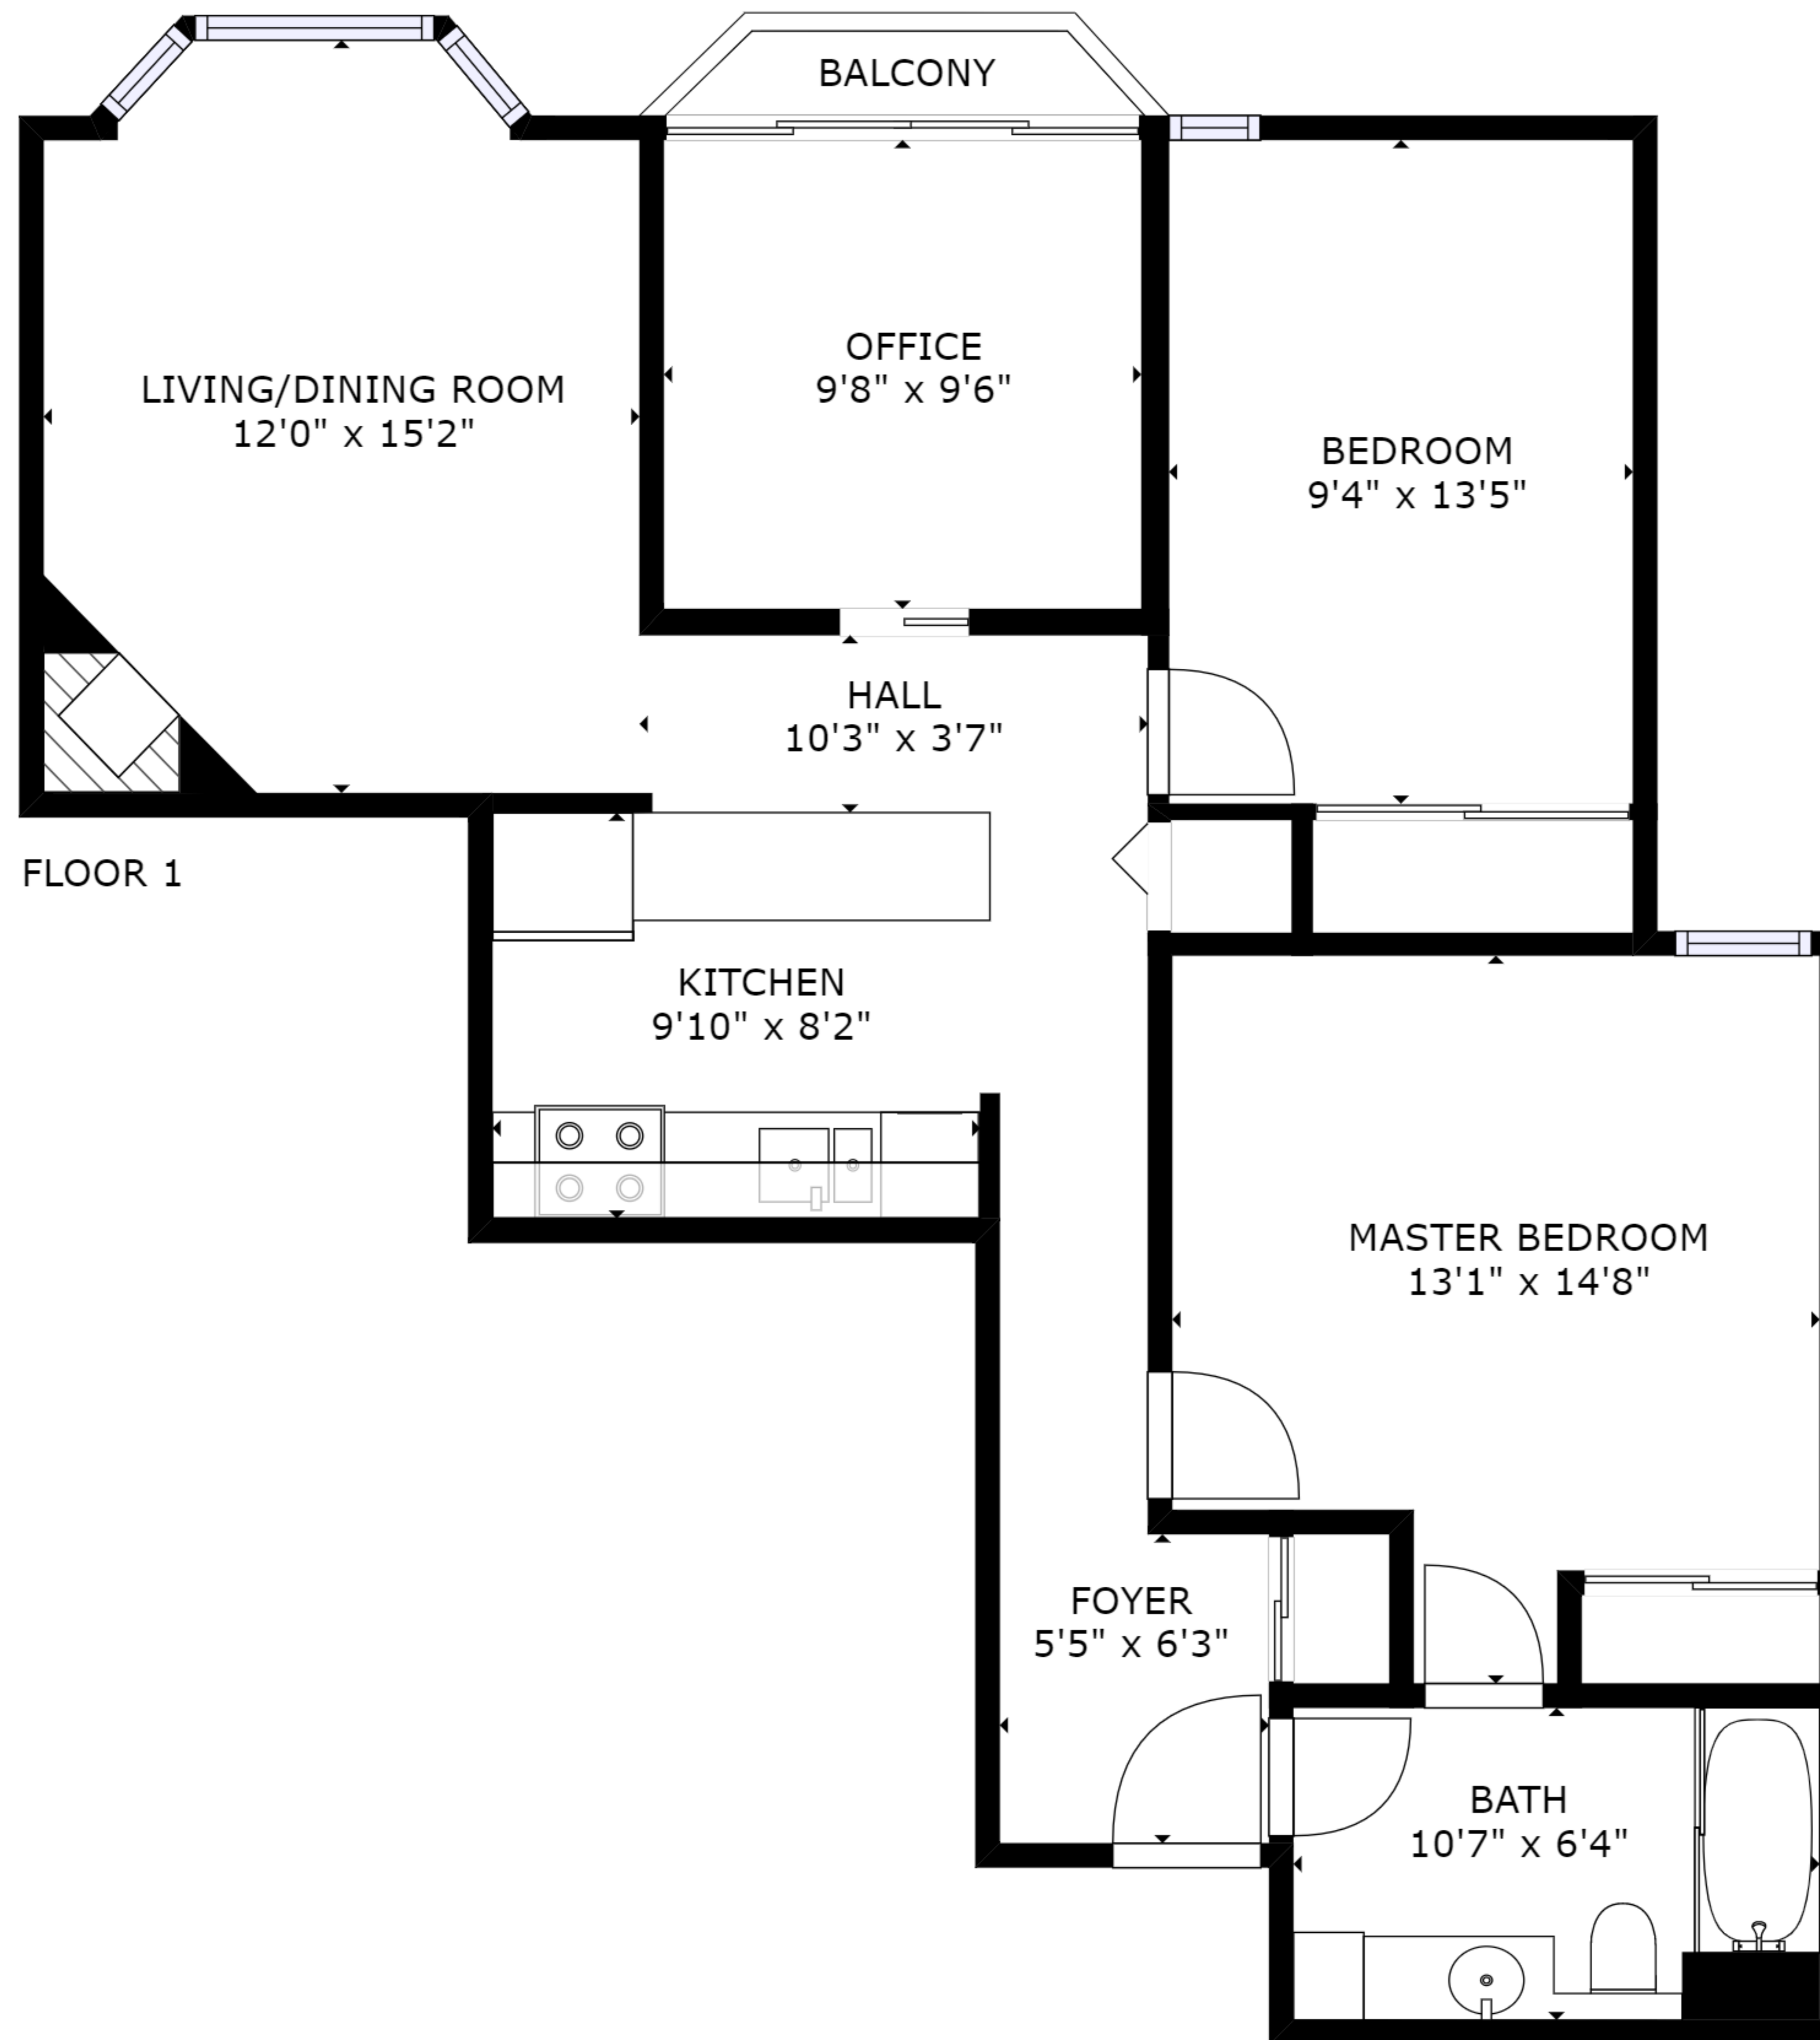 BALCONY
OFFICE
9'8" x 9'6"
LIVING/DINING ROOM
12'0" x 15'2"
BEDROOM
9'4" x 13'5"
HALL
10'3" x 3'7"
FLOOR 1
KITCHEN
9'10" x 8'2"
MASTER BEDROOM
13'1" x 14'8"
FOYER
5'5" x 6'3"
BATH
10'7" x 6'4"